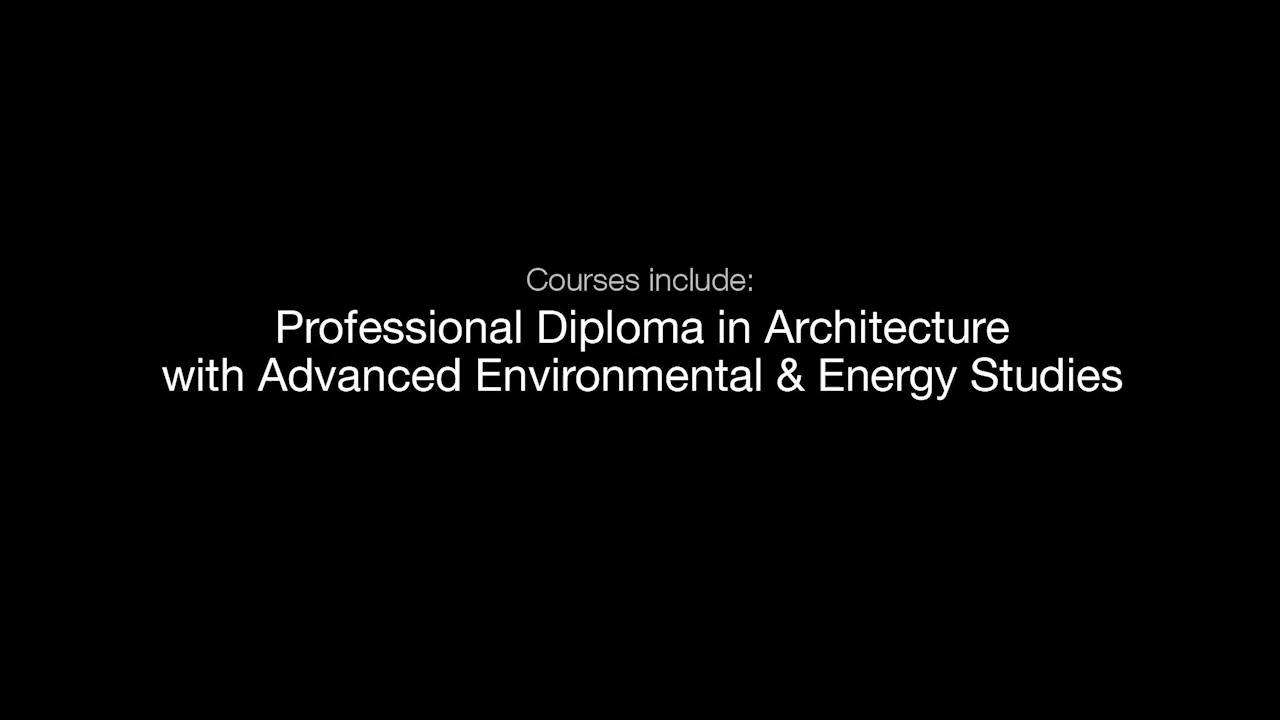 Courses include:
Professional Diploma in Architecture
with Advanced Environmental & Energy Studies